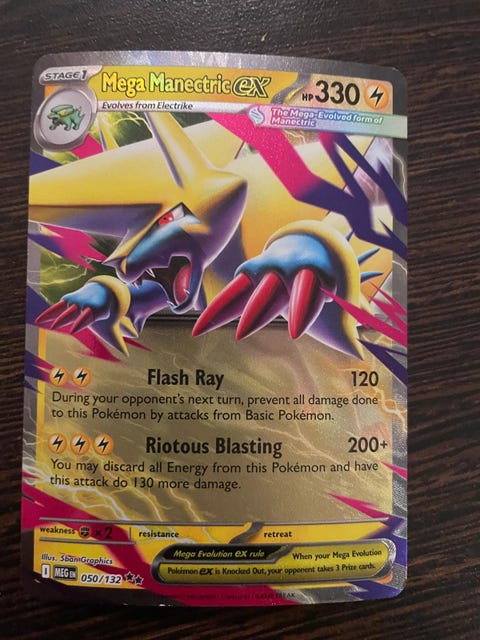 STAGE 1
Mega Manectric ex HP 330
Evolves from Electrike
The Mega-Evolved form of
Manectric
Flash Ray 120
During your opponent's next turn, prevent all damage done
to this Pokémon by attacks from Basic Pokémon.
Riotous Blasting 200+
You may discard all Energy from this Pokémon and have
this attack do 130 more damage.
weakness ×2 resistance retreat
Mega Evolution ex rule When your Mega Evolution
Pokémon ex is Knocked Out, your opponent takes 3 Prize cards.
Illus. 5ban Graphics
I MEG EN 050/132
GAME FREAK